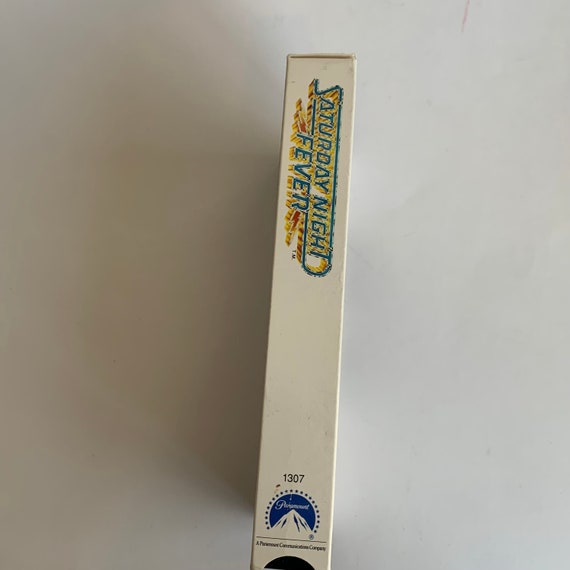 SATURDAY NIGHT
FEVER
T.M.
1307
Paramount
®
A Paramount Communications Company